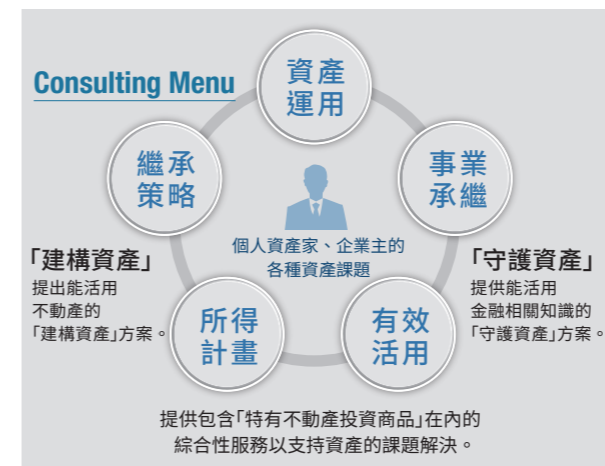 Consulting Menu
資產
運用
繼承
策略
事業
承繼
個人資產家、企業主的
各種資產課題
「建構資產」
提出能活用
不動產的
「建構資產」方案。
「守護資產」
提供能活用
金融相關知識的
「守護資產」方案。
所得
計畫
有效
活用
提供包含「特有不動產投資商品」在內的
綜合性服務以支持資產的課題解決。